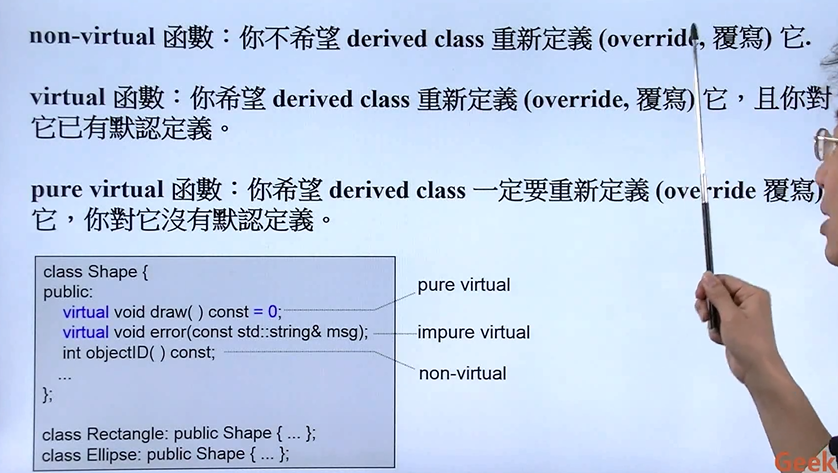 non-virtual 函數：你不希望 derived class 重新定義 (override, 覆寫) 它.
virtual 函數：你希望 derived class 重新定義 (override, 覆寫) 它，且你對
它已有默認定義。
pure virtual 函數：你希望 derived class 一定要重新定義 (override 覆寫)
它，你對它沒有默認定義。
class Shape {
public:
virtual void draw( ) const = 0;
pure virtual
virtual void error(const std::string& msg);
impure virtual
int objectID( ) const;
non-virtual
...
};
class Rectangle: public Shape { ... };
class Ellipse: public Shape { ... };
Geek